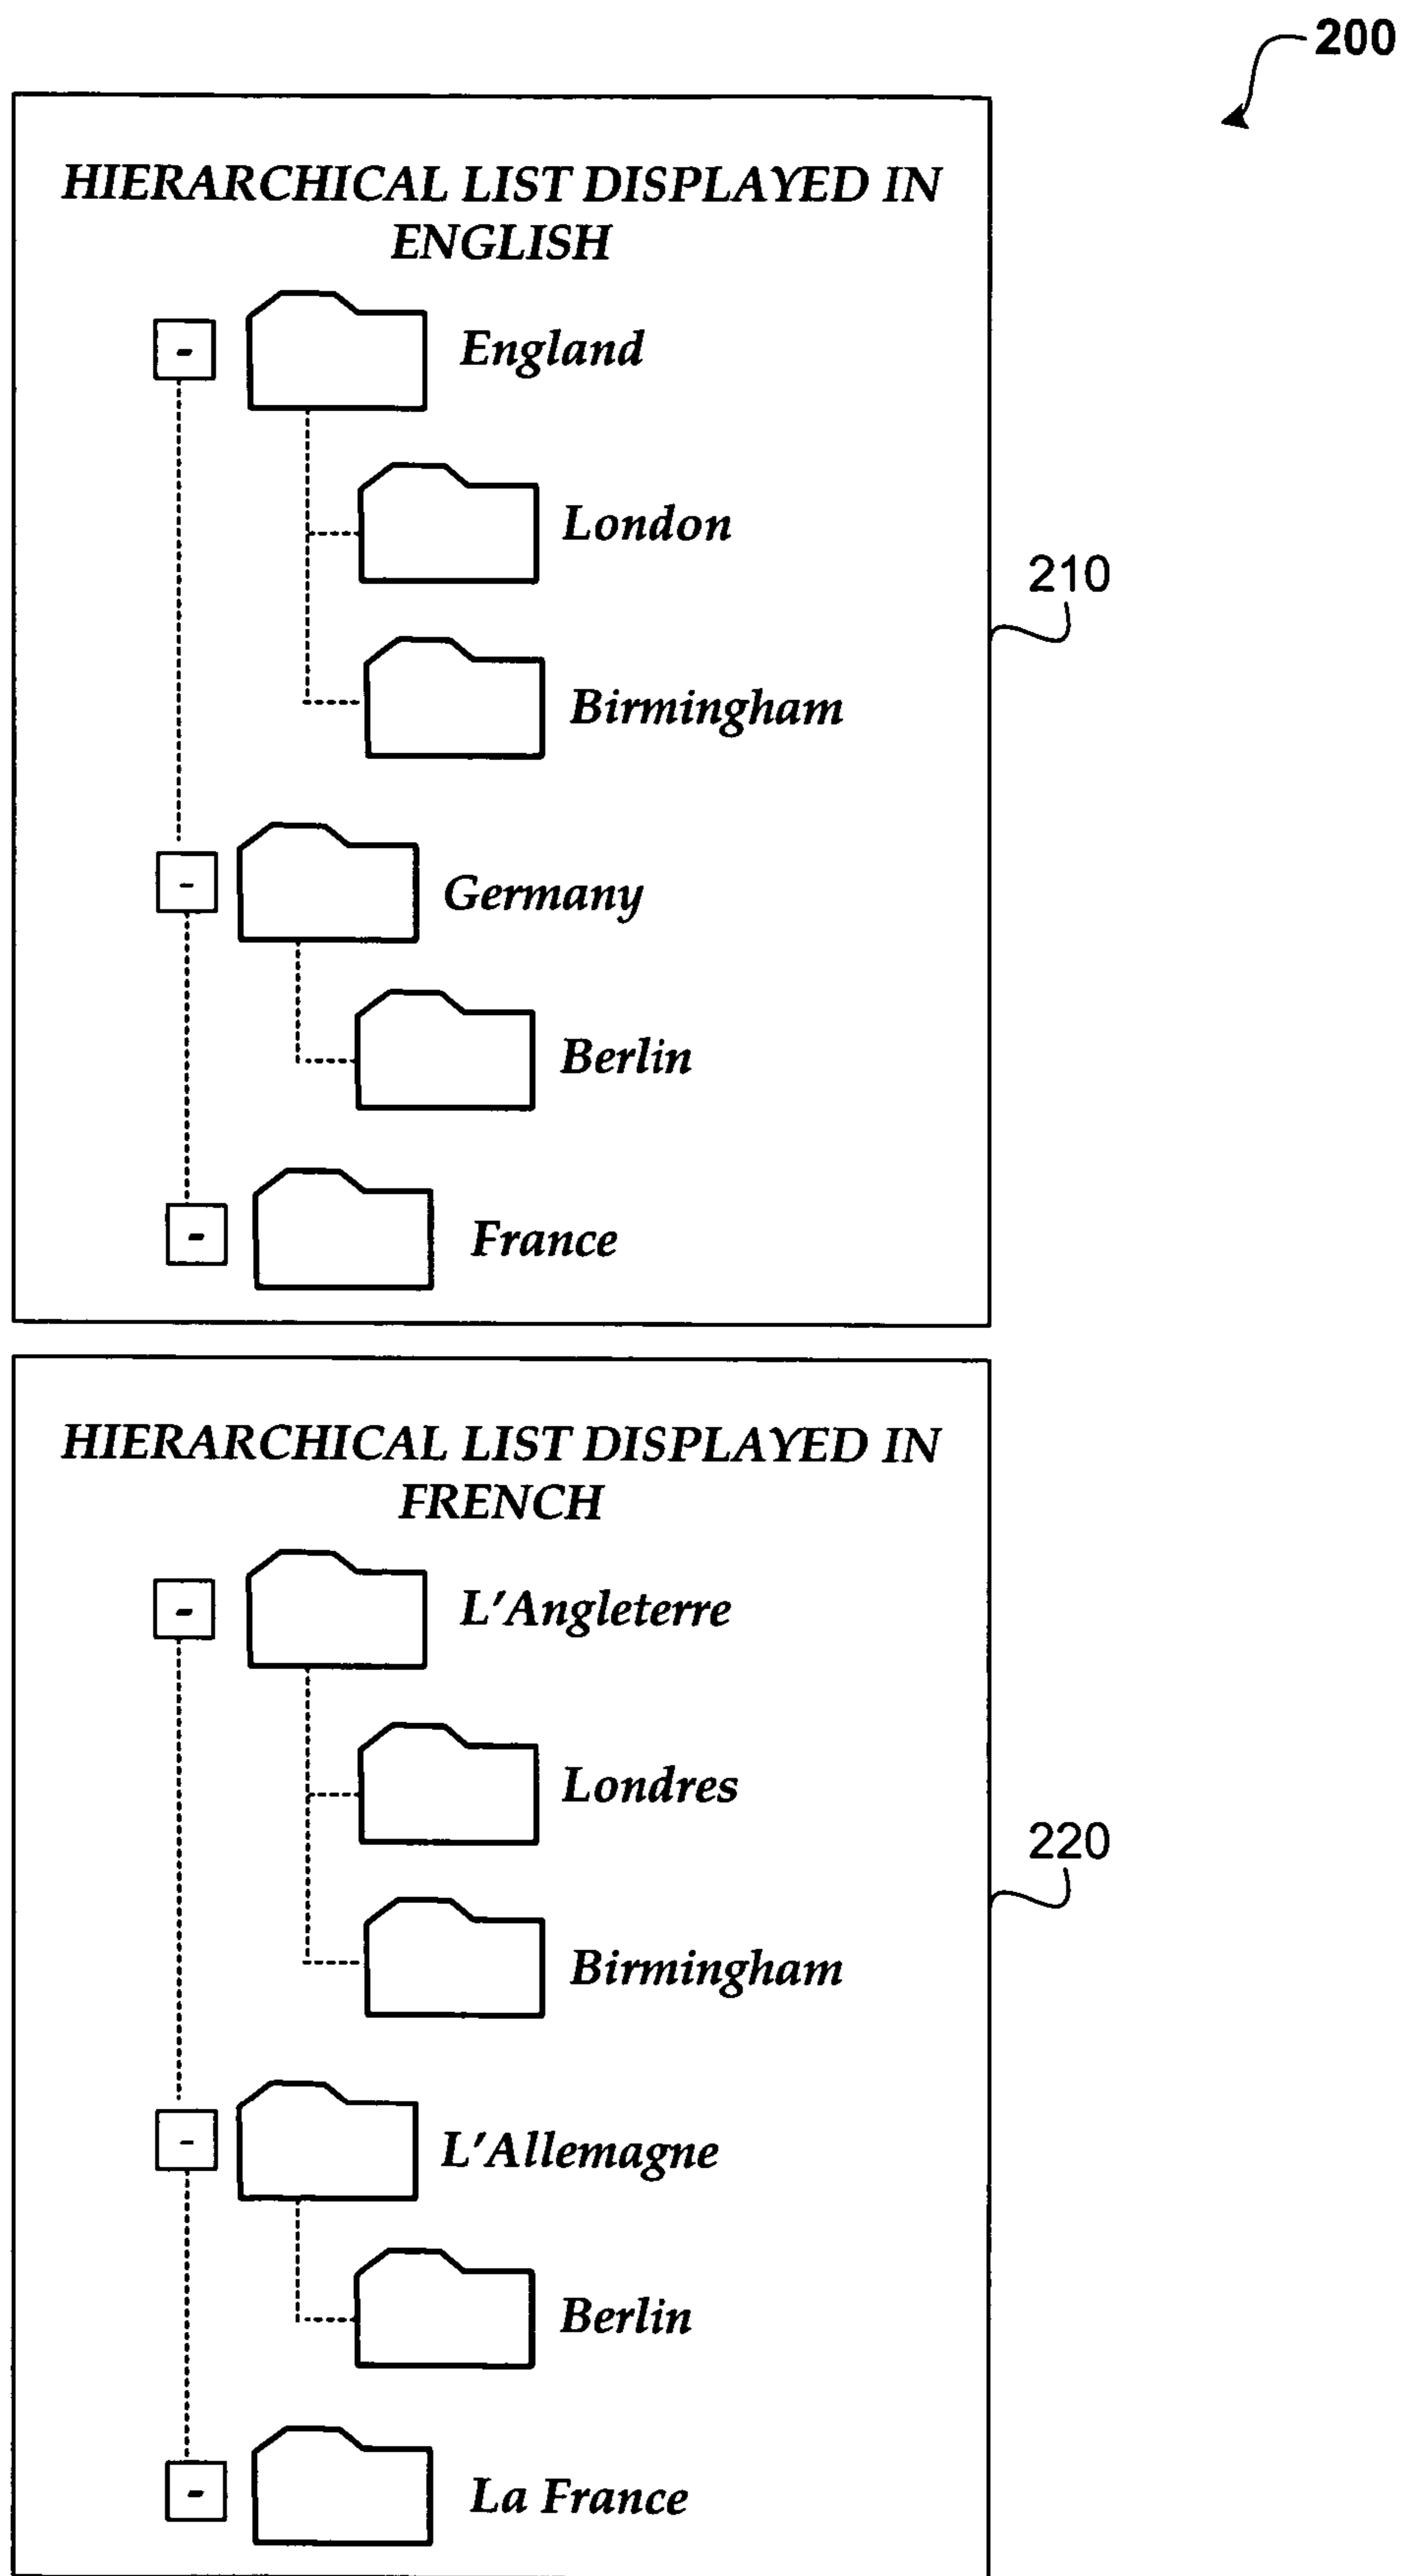 200
HIERARCHICAL LIST DISPLAYED IN
ENGLISH
- England
London
210
Birmingham
- Germany
Berlin
- France
HIERARCHICAL LIST DISPLAYED IN
FRENCH
- L'Angleterre
Londres
220
Birmingham
- L'Allemagne
Berlin
- La France